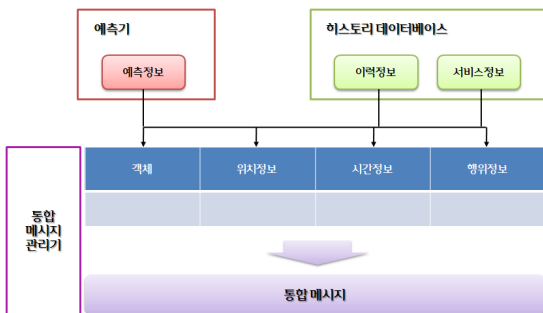 예측기
히스토리 데이터베이스
예측정보
이력정보
서비스정보
객체
위치정보
시간정보
행위정보
통합
메시지
관리기
통합 메시지